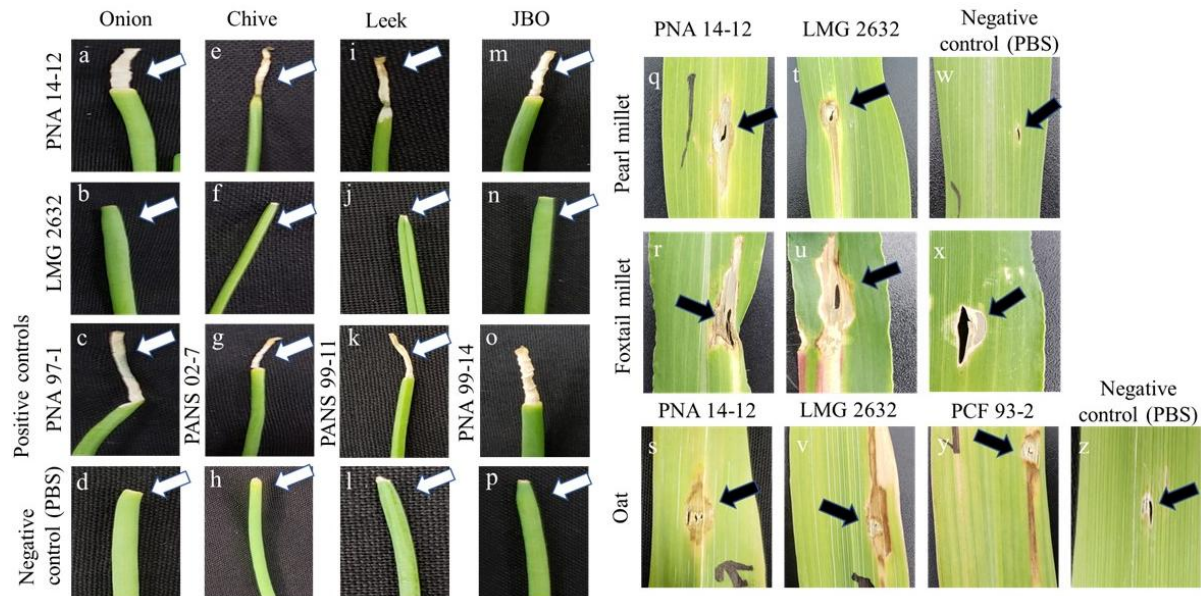 Onion Chive Leek JBO
PNA 14-12
a e i m
LMG 2632
b f j n
Positive controls
PNA 97-1
c
PANS 02-7
g
PANS 99-11
k
PNA 99-14
o
Negative
control (PBS)
d h l p
PNA 14-12 LMG 2632 Negative
control (PBS)
Pearl millet
q t w
Foxtail millet
r u x
PNA 14-12 LMG 2632 PCF 93-2 Negative
control (PBS)
Oat
s v y z